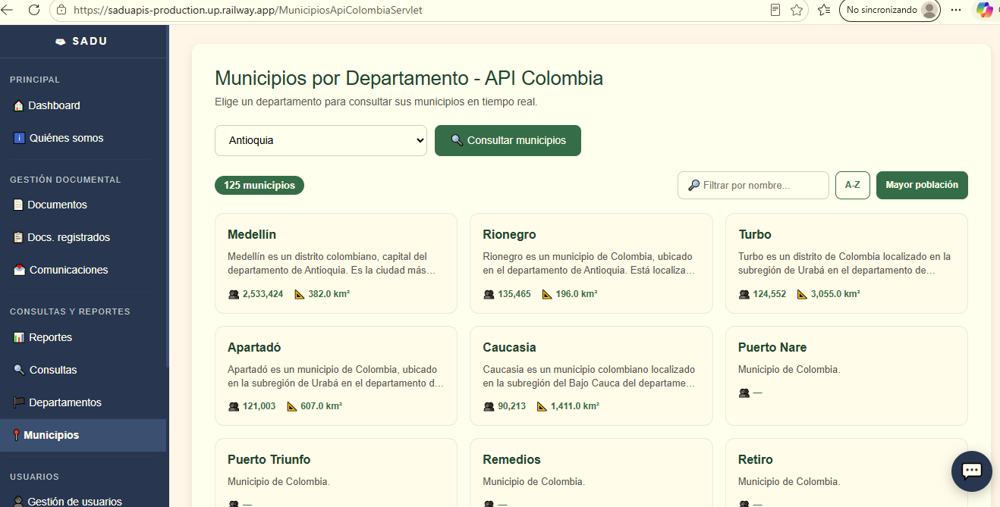 https://saduapis-production.up.railway.app/MunicipiosApiColombiaServlet
No sincronizando
SADU
PRINCIPAL
Dashboard
Quiénes somos
GESTIÓN DOCUMENTAL
Documentos
Docs. registrados
Comunicaciones
CONSULTAS Y REPORTES
Reportes
Consultas
Departamentos
Municipios
USUARIOS
Gestión de usuarios
Municipios por Departamento - API Colombia
Elige un departamento para consultar sus municipios en tiempo real.
Antioquia
Consultar municipios
125 municipios
Filtrar por nombre...
A-Z
Mayor población
Medellín
Medellín es un distrito colombiano, capital del
departamento de Antioquia. Es la ciudad más...
2,533,424 382.0 km²
Rionegro
Rionegro es un municipio de Colombia, ubicado
en el departamento de Antioquia. Está localiza...
135,465 196.0 km²
Turbo
Turbo es un distrito de Colombia localizado en la
subregión de Urabá en el departamento de...
124,552 3,055.0 km²
Apartadó
Apartadó es un municipio de Colombia, ubicado
en la subregión de Urabá en el departamento d...
121,003 607.0 km²
Caucasia
Caucasia es un municipio colombiano localizado
en la subregión del Bajo Cauca del departame...
90,213 1,411.0 km²
Puerto Nare
Municipio de Colombia.
—
Puerto Triunfo
Municipio de Colombia.
—
Remedios
Municipio de Colombia.
—
Retiro
Municipio de Colombia.
—